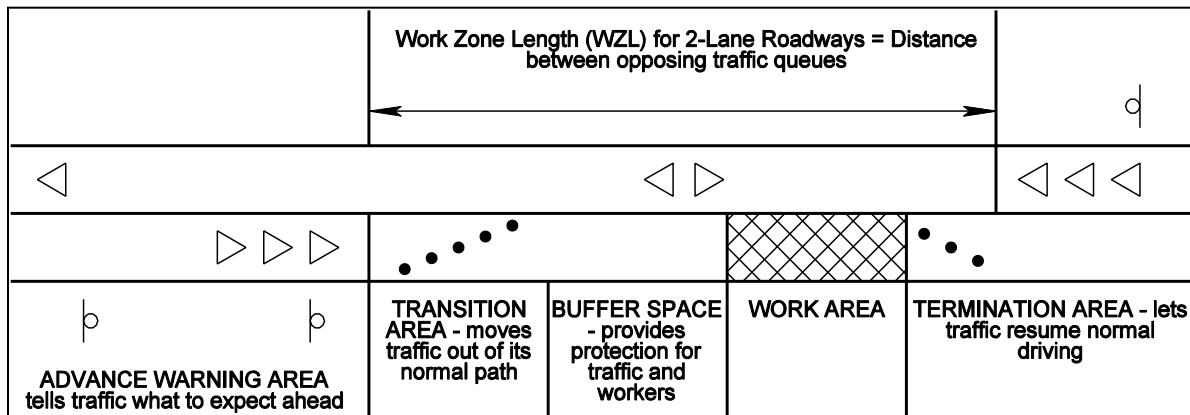 Work Zone Length (WZL) for 2-Lane Roadways = Distance
between opposing traffic queues
ADVANCE WARNING AREA
tells traffic what to expect ahead
TRANSITION
AREA - moves
traffic out of its
normal path
BUFFER SPACE
- provides
protection for
traffic and
workers
WORK AREA
TERMINATION AREA - lets
traffic resume normal
driving